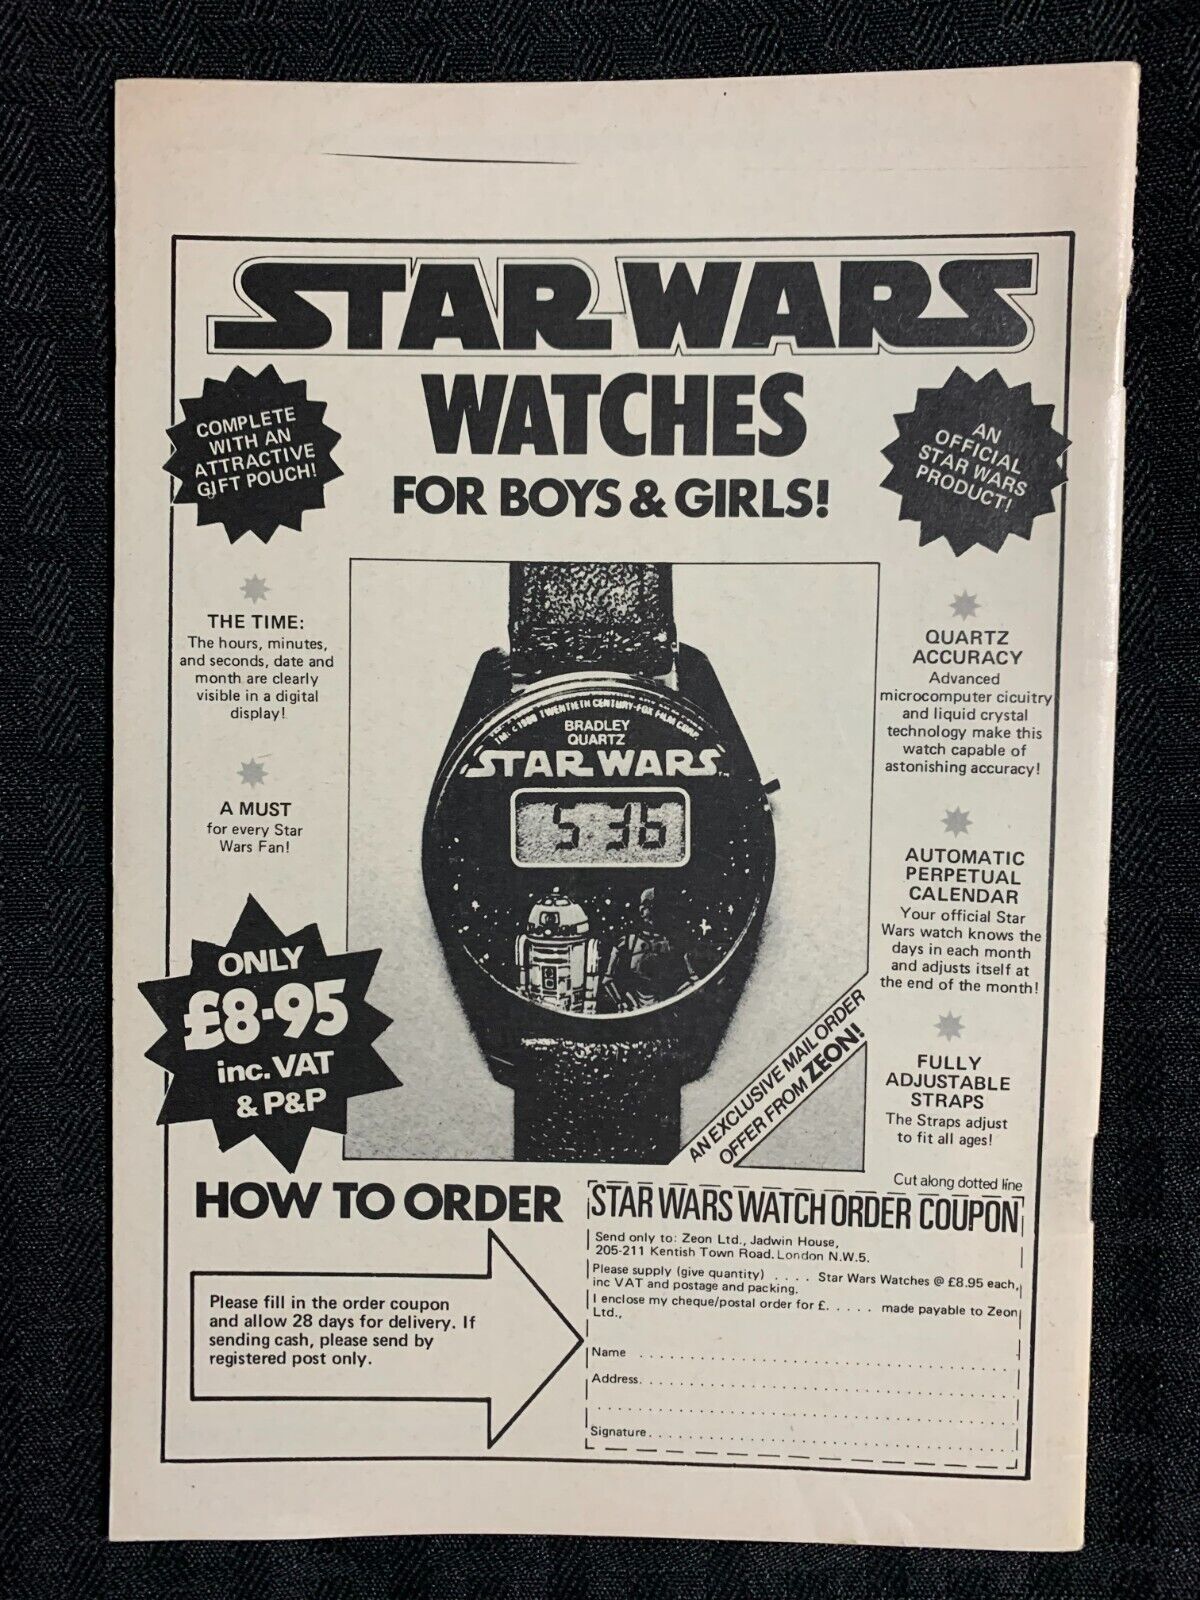 STAR WARS
WATCHES
FOR BOYS & GIRLS!
COMPLETE
WITH AN
ATTRACTIVE
GIFT POUCH!
AN
OFFICIAL
STAR WARS
PRODUCT!
THE TIME:
The hours, minutes,
and seconds, date and
month are clearly
visible in a digital
display!
A MUST
for every Star
Wars Fan!
ONLY
£8·95
inc. VAT
& P&P
TM: © 1980 TWENTIETH CENTURY-FOX FILM CORP.
BRADLEY
QUARTZ
STAR WARS
TM
5 36
AN EXCLUSIVE MAIL ORDER
OFFER FROM ZEON!
QUARTZ
ACCURACY
Advanced
microcomputer cicuitry
and liquid crystal
technology make this
watch capable of
astonishing accuracy!
AUTOMATIC
PERPETUAL
CALENDAR
Your official Star
Wars watch knows the
days in each month
and adjusts itself at
the end of the month!
FULLY
ADJUSTABLE
STRAPS
The Straps adjust
to fit all ages!
HOW TO ORDER
Please fill in the order coupon
and allow 28 days for delivery. If
sending cash, please send by
registered post only.
Cut along dotted line
STAR WARS WATCH ORDER COUPON
Send only to: Zeon Ltd., Jadwin House,
205-211 Kentish Town Road. London N.W.5.
Please supply (give quantity) . . . . Star Wars Watches @ £8.95 each,
inc VAT and postage and packing.
I enclose my cheque/postal order for £. . . . . made payable to Zeon
Ltd.,
Name
Address
Signature